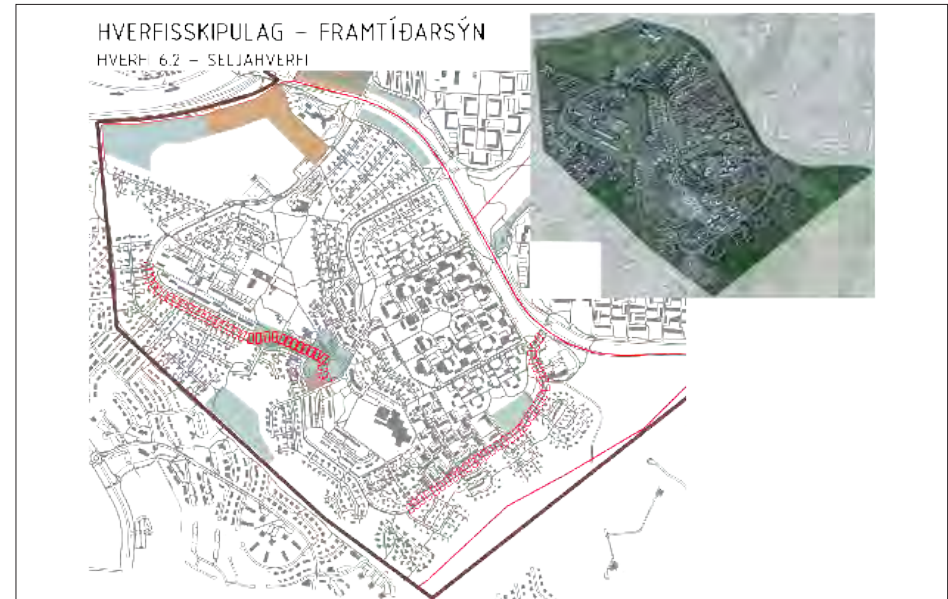 HVERFISSKIPULAG – FRAMTÍÐARSÝN
HVERFI 6.2 – SELJAHVERFI